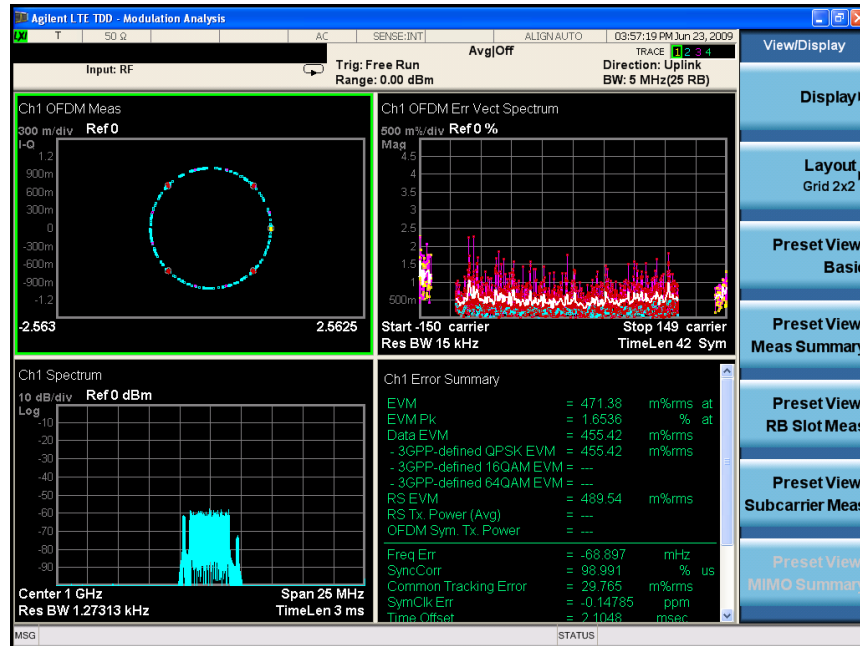 Agilent LTE TDD - Modulation Analysis
LXI T 50 Ω AC SENSE:INT ALIGN AUTO 03:57:19 PM Jun 23, 2009
Avg|Off TRACE 1 2 3 4
Input: RF Trig: Free Run Direction: Uplink
Range: 0.00 dBm BW: 5 MHz(25 RB)
Ch1 OFDM Meas
300 m/div Ref 0
I-Q
1.2
900m
600m
300m
0
-300m
-600m
-900m
-1.2
-2.563 2.5625
Ch1 OFDM Err Vect Spectrum
500 m%/div Ref 0 %
Mag
4.5
4
3.5
3
2.5
2
1.5
1
500m
Start -150 carrier Stop 149 carrier
Res BW 15 kHz TimeLen 42 Sym
Ch1 Spectrum
10 dB/div Ref 0 dBm
Log
-10
-20
-30
-40
-50
-60
-70
-80
-90
Center 1 GHz Span 25 MHz
Res BW 1.27313 kHz TimeLen 3 ms
Ch1 Error Summary
EVM = 471.38 m%rms at
EVM Pk = 1.6536 % at
Data EVM = 455.42 m%rms
- 3GPP-defined QPSK EVM = 455.42 m%rms
- 3GPP-defined 16QAM EVM = ---
- 3GPP-defined 64QAM EVM = ---
RS EVM = 489.54 m%rms
RS Tx. Power (Avg) = ---
OFDM Sym. Tx. Power = ---
Freq Err = -68.897 mHz
SyncCorr = 98.991 % us
Common Tracking Error = 29.765 m%rms
SymClk Err = -0.14785 ppm
Time Offset = 2.1048 msec
View/Display
Display
Layout
Grid 2x2
Preset View
Basic
Preset View
Meas Summary
Preset View
RB Slot Meas
Preset View
Subcarrier Meas
Preset View
MIMO Summary
MSG STATUS